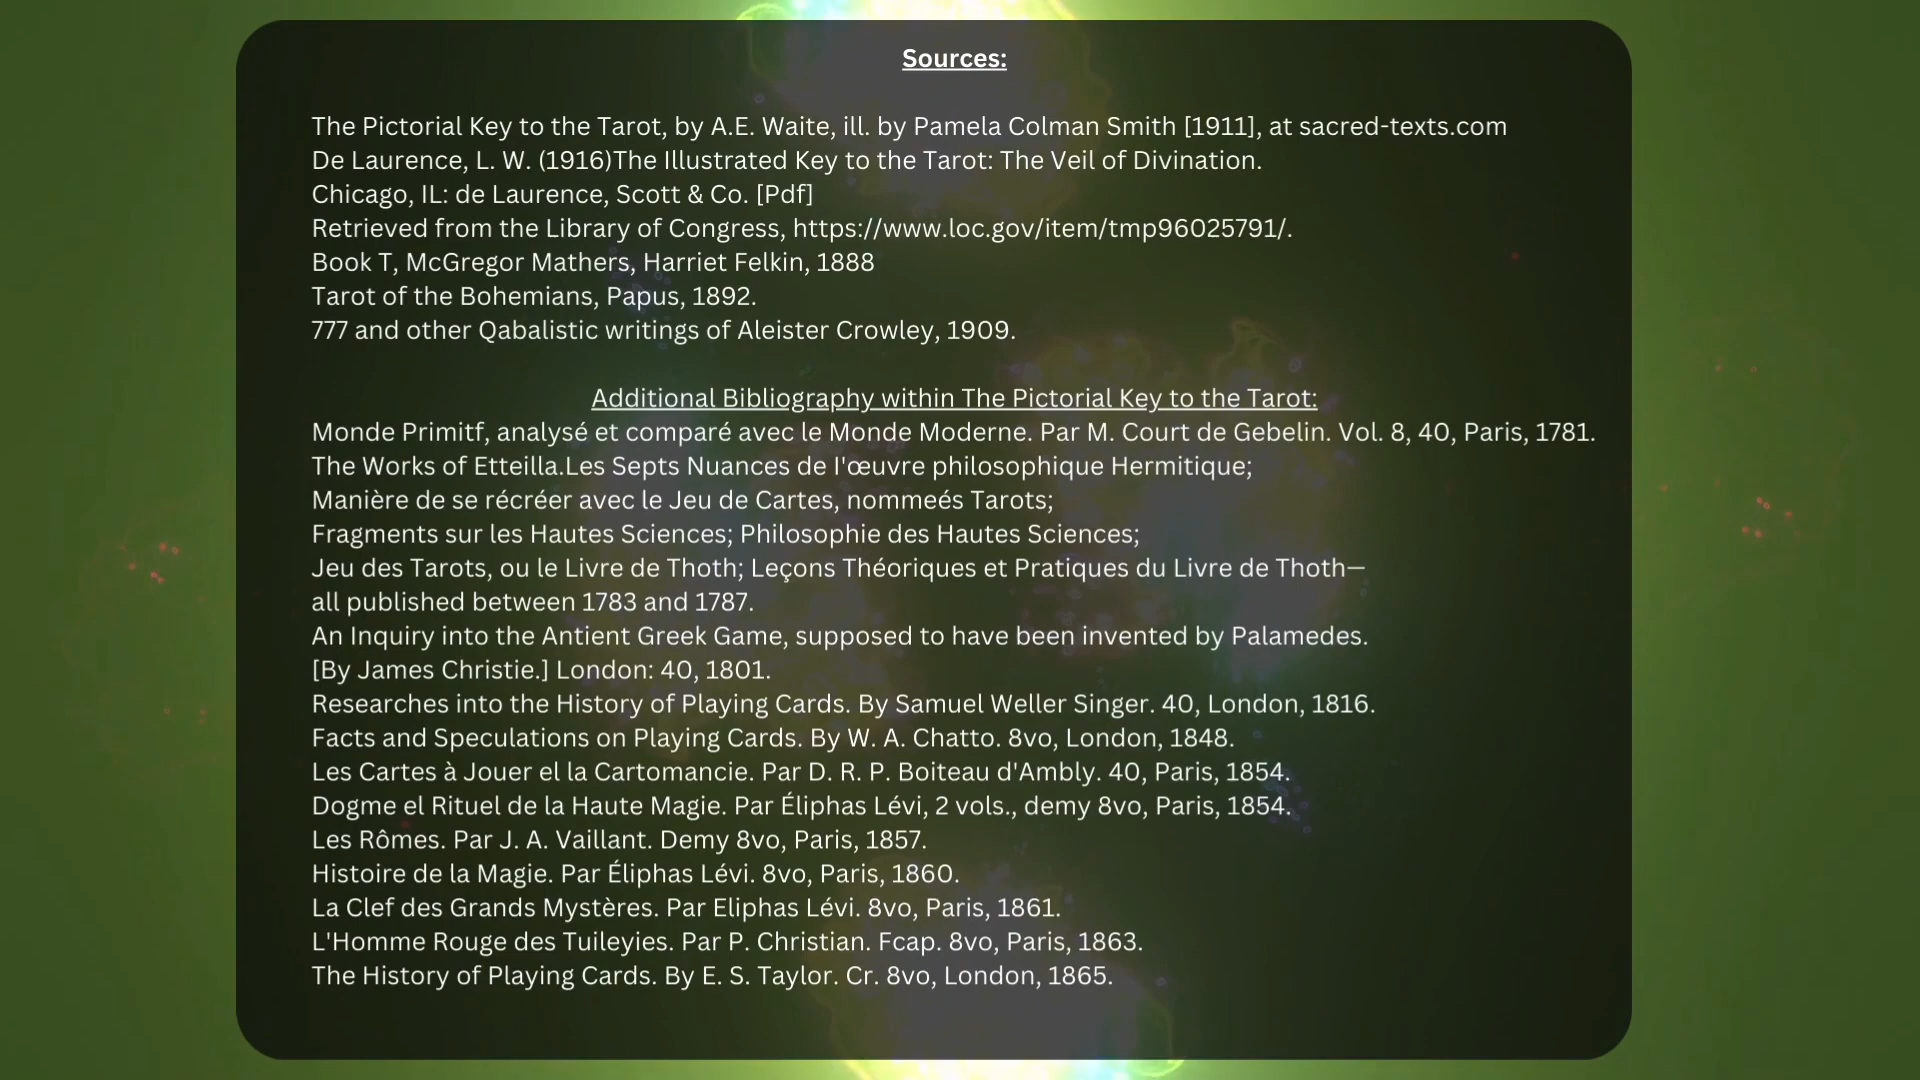 Sources:
The Pictorial Key to the Tarot, by A.E. Waite, ill. by Pamela Colman Smith [1911], at sacred-texts.com
De Laurence, L. W. (1916)The Illustrated Key to the Tarot: The Veil of Divination.
Chicago, IL: de Laurence, Scott & Co. [Pdf]
Retrieved from the Library of Congress, https://www.loc.gov/item/tmp96025791/.
Book T, McGregor Mathers, Harriet Felkin, 1888
Tarot of the Bohemians, Papus, 1892.
777 and other Qabalistic writings of Aleister Crowley, 1909.
Additional Bibliography within The Pictorial Key to the Tarot:
Monde Primitf, analysé et comparé avec le Monde Moderne. Par M. Court de Gebelin. Vol. 8, 40, Paris, 1781.
The Works of Etteilla.Les Septs Nuances de I'œuvre philosophique Hermitique;
Manière de se récréer avec le Jeu de Cartes, nommeés Tarots;
Fragments sur les Hautes Sciences; Philosophie des Hautes Sciences;
Jeu des Tarots, ou le Livre de Thoth; Leçons Théoriques et Pratiques du Livre de Thoth—
all published between 1783 and 1787.
An Inquiry into the Antient Greek Game, supposed to have been invented by Palamedes.
[By James Christie.] London: 40, 1801.
Researches into the History of Playing Cards. By Samuel Weller Singer. 40, London, 1816.
Facts and Speculations on Playing Cards. By W. A. Chatto. 8vo, London, 1848.
Les Cartes à Jouer el la Cartomancie. Par D. R. P. Boiteau d'Ambly. 40, Paris, 1854.
Dogme el Rituel de la Haute Magie. Par Éliphas Lévi, 2 vols., demy 8vo, Paris, 1854.
Les Rômes. Par J. A. Vaillant. Demy 8vo, Paris, 1857.
Histoire de la Magie. Par Éliphas Lévi. 8vo, Paris, 1860.
La Clef des Grands Mystères. Par Eliphas Lévi. 8vo, Paris, 1861.
L'Homme Rouge des Tuileyies. Par P. Christian. Fcap. 8vo, Paris, 1863.
The History of Playing Cards. By E. S. Taylor. Cr. 8vo, London, 1865.